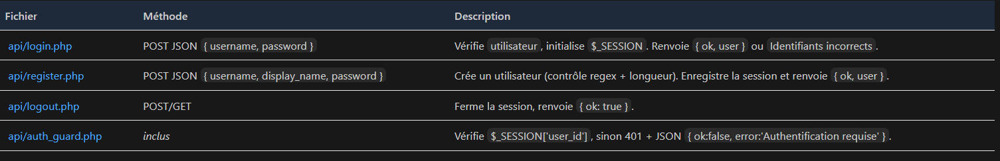 Fichier Méthode Description
api/login.php POST JSON { username, password } Vérifie utilisateur , initialise $_SESSION . Renvoie { ok, user } ou Identifiants incorrects .
api/register.php POST JSON { username, display_name, password } Crée un utilisateur (contrôle regex + longueur). Enregistre la session et renvoie { ok, user } .
api/logout.php POST/GET Ferme la session, renvoie { ok: true } .
api/auth_guard.php inclus Vérifie $_SESSION['user_id'] , sinon 401 + JSON { ok:false, error:'Authentification requise' } .